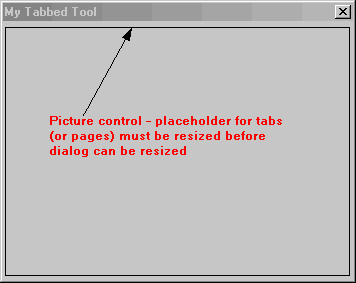 My Tabbed Tool
Picture control - placeholder for tabs
(or pages) must be resized before
dialog can be resized